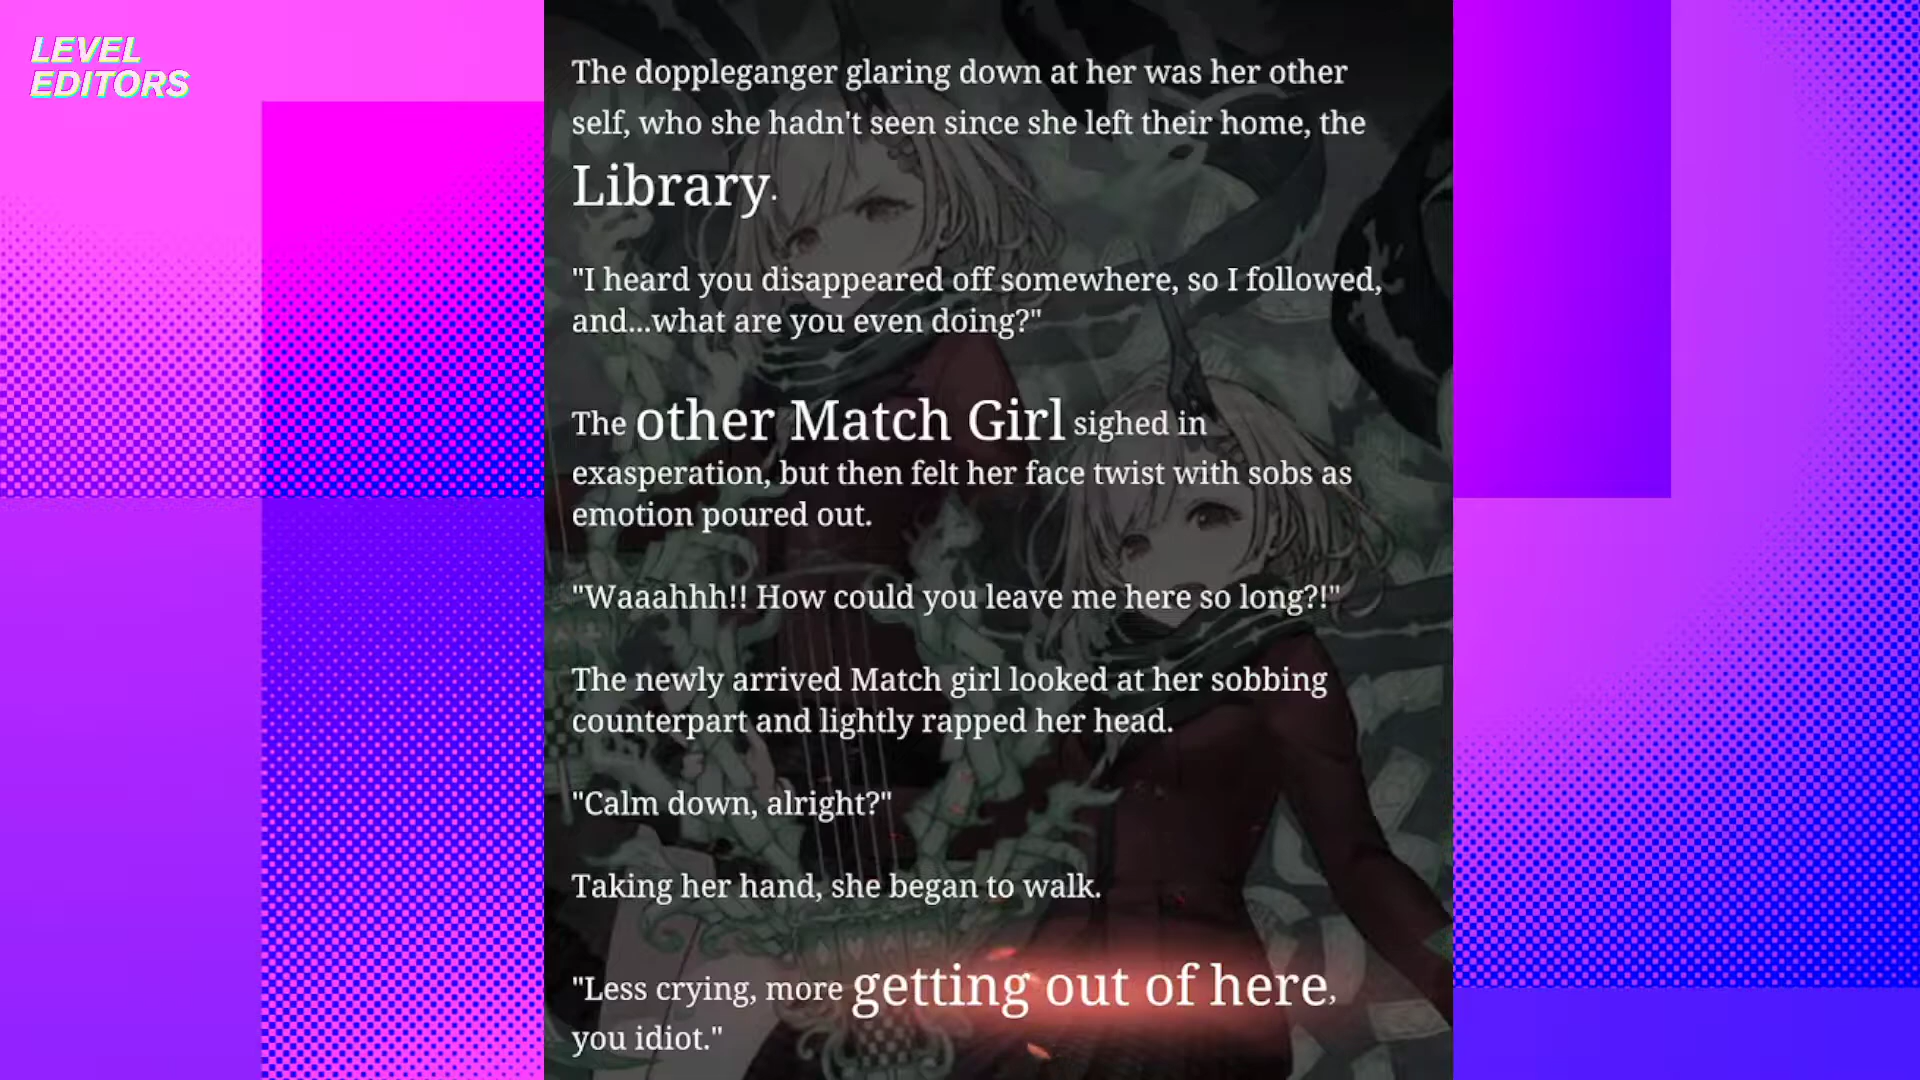 LEVEL
EDITORS
The doppleganger glaring down at her was her other
self, who she hadn't seen since she left their home, the
Library.
"I heard you disappeared off somewhere, so I followed,
and...what are you even doing?"
The other Match Girl sighed in
exasperation, but then felt her face twist with sobs as
emotion poured out.
"Waaahhh!! How could you leave me here so long?!"
The newly arrived Match girl looked at her sobbing
counterpart and lightly rapped her head.
"Calm down, alright?"
Taking her hand, she began to walk.
"Less crying, more getting out of here,
you idiot."